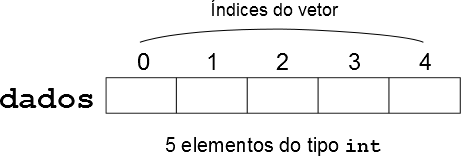 Índices do vetor
0 1 2 3 4
dados
5 elementos do tipo int